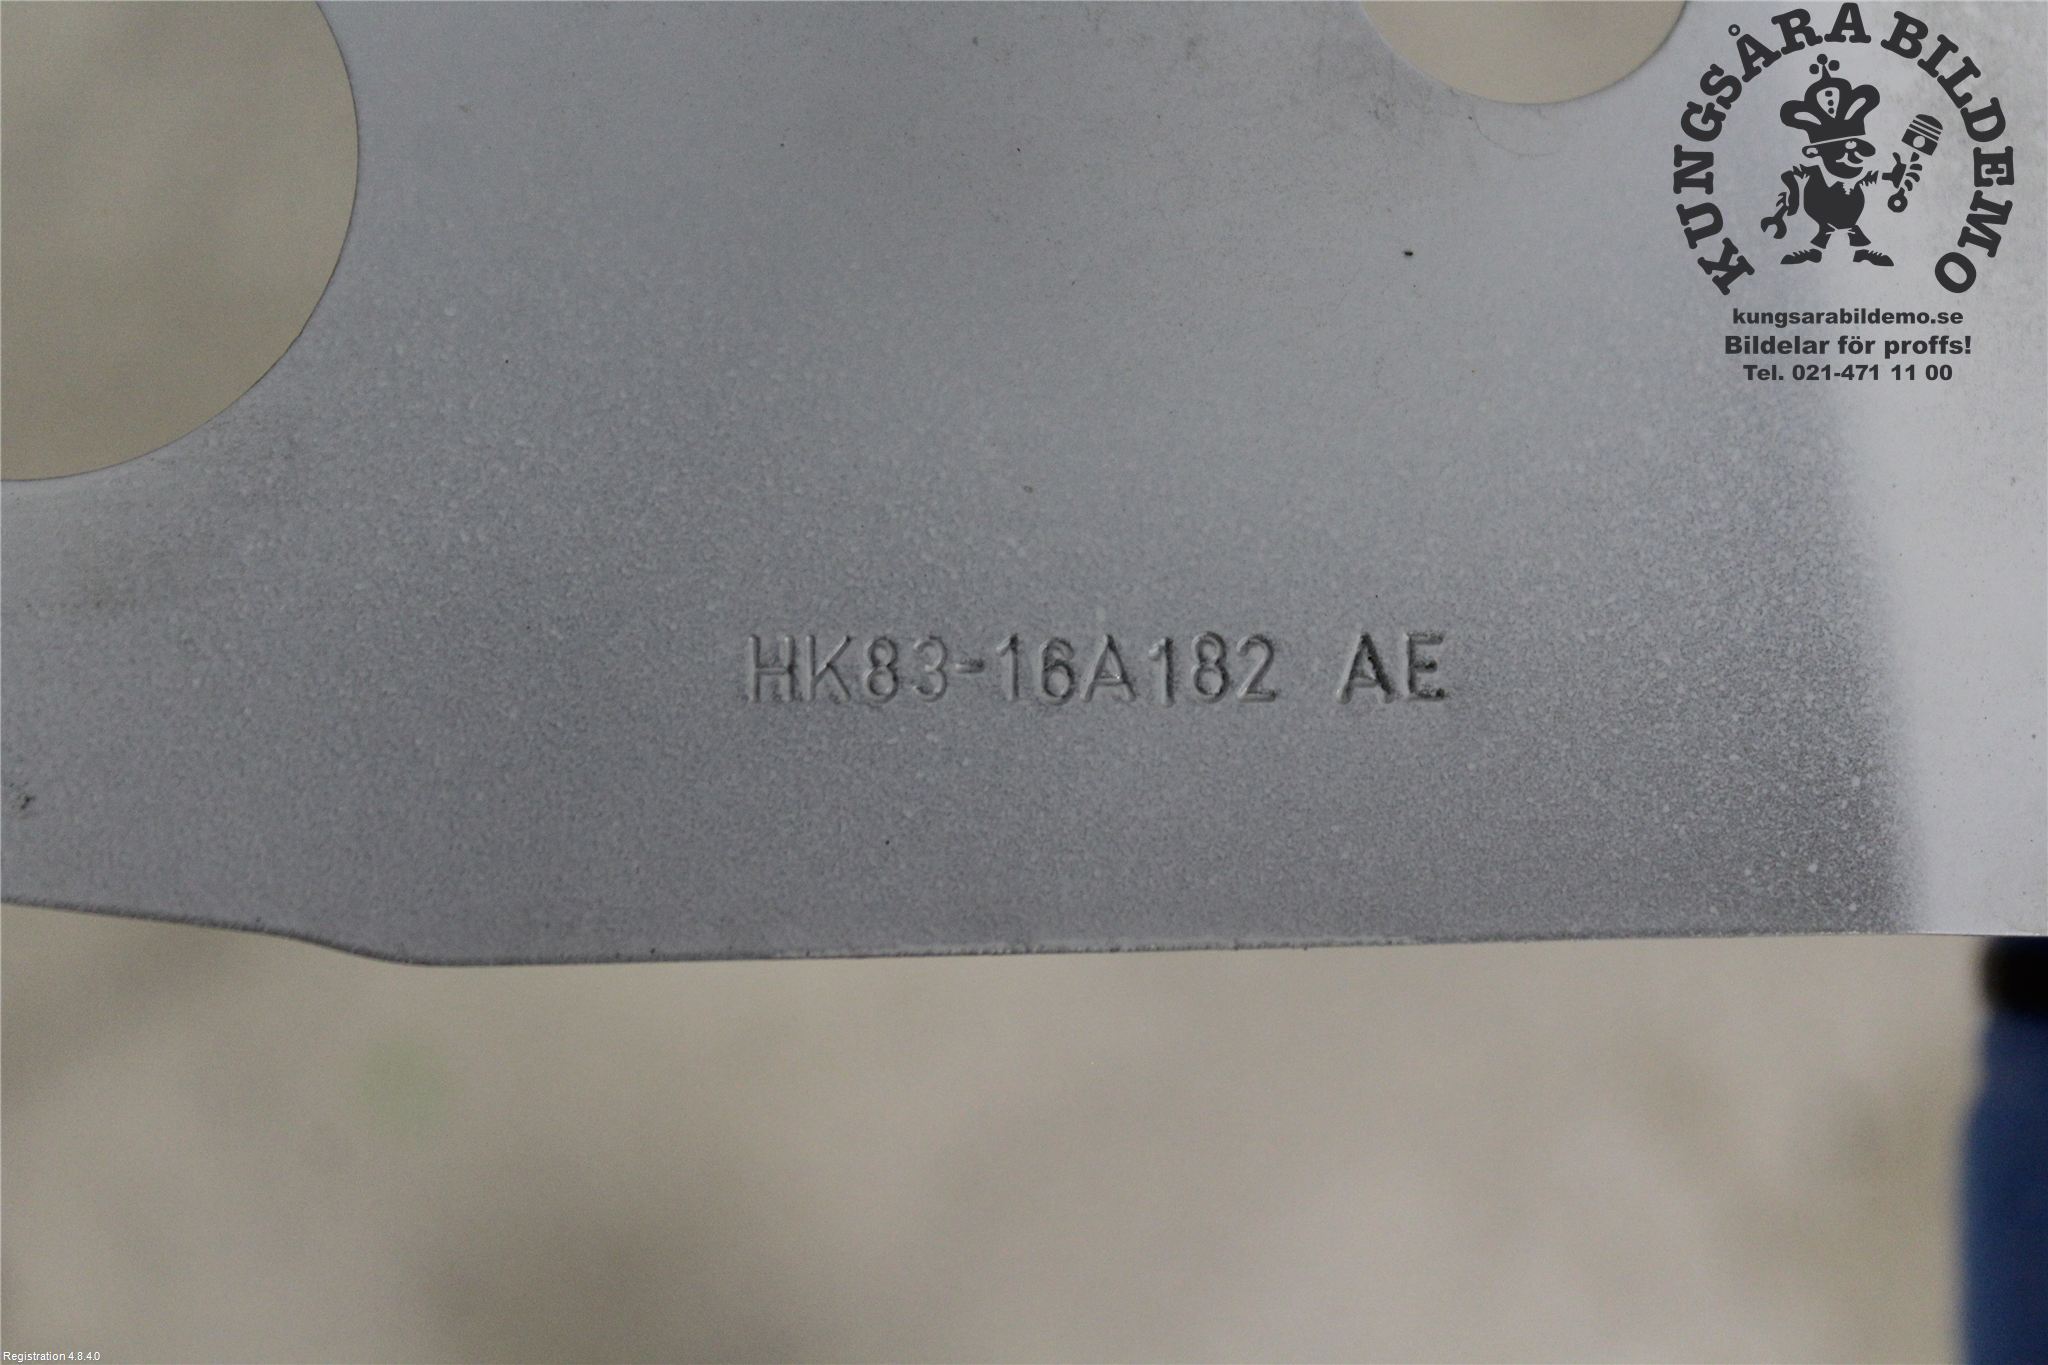 KUNGSÅRA BILDEMO
kungsarabildemo.se
Bildelar för proffs!
Tel. 021-471 11 00
HK83-16A182 AE
Registration 4.8.4.0